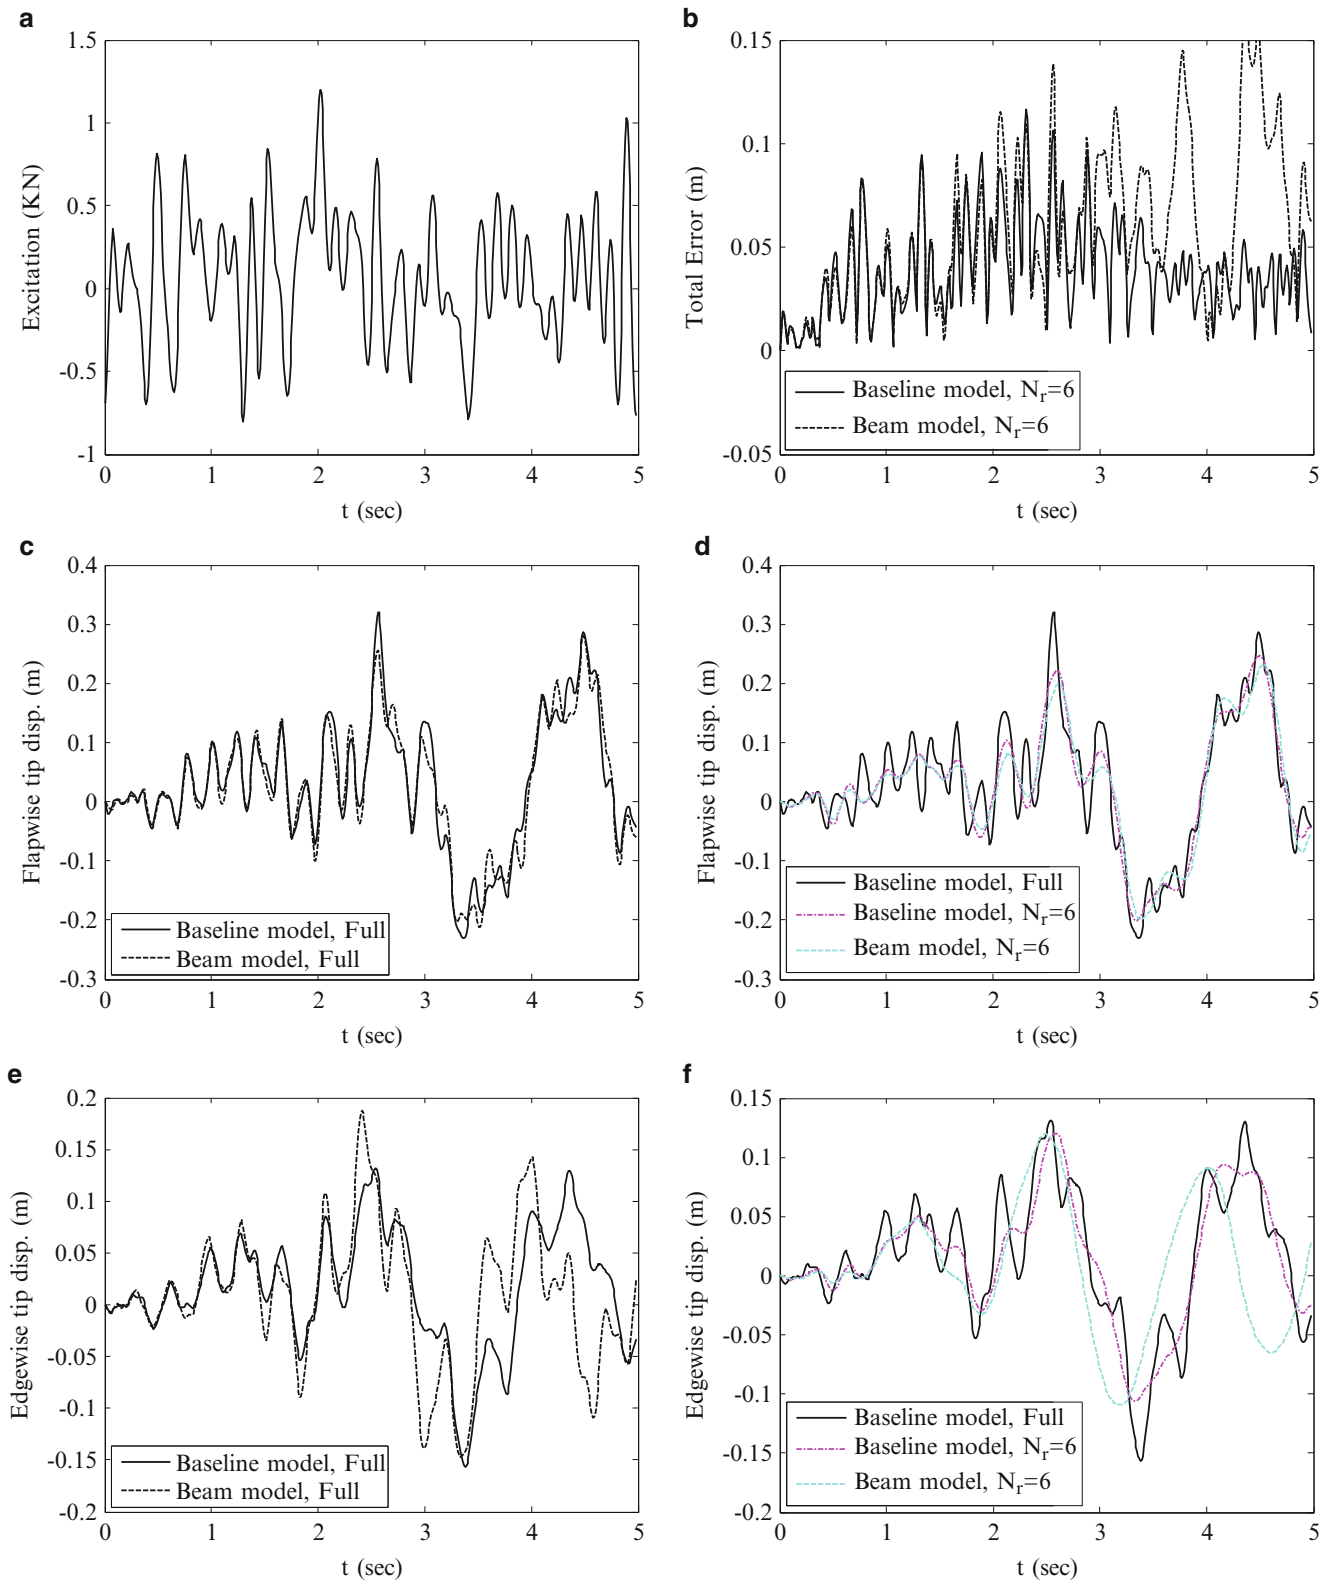 a
1.5
1
0.5
0
-0.5
-1
Excitation (KN)
0 1 2 3 4 5
t (sec)
b
0.15
0.1
0.05
0
-0.05
Total Error (m)
Baseline model, Nr=6
Beam model, Nr=6
0 1 2 3 4 5
t (sec)
c
0.4
0.3
0.2
0.1
0
-0.1
-0.2
-0.3
Flapwise tip disp. (m)
Baseline model, Full
Beam model, Full
0 1 2 3 4 5
t (sec)
d
0.4
0.3
0.2
0.1
0
-0.1
-0.2
-0.3
Flapwise tip disp. (m)
Baseline model, Full
Baseline model, Nr=6
Beam model, Nr=6
0 1 2 3 4 5
t (sec)
e
0.2
0.15
0.1
0.05
0
-0.05
-0.1
-0.15
-0.2
Edgewise tip disp. (m)
Baseline model, Full
Beam model, Full
0 1 2 3 4 5
t (sec)
f
0.15
0.1
0.05
0
-0.05
-0.1
-0.15
-0.2
Edgewise tip disp. (m)
Baseline model, Full
Baseline model, Nr=6
Beam model, Nr=6
0 1 2 3 4 5
t (sec)